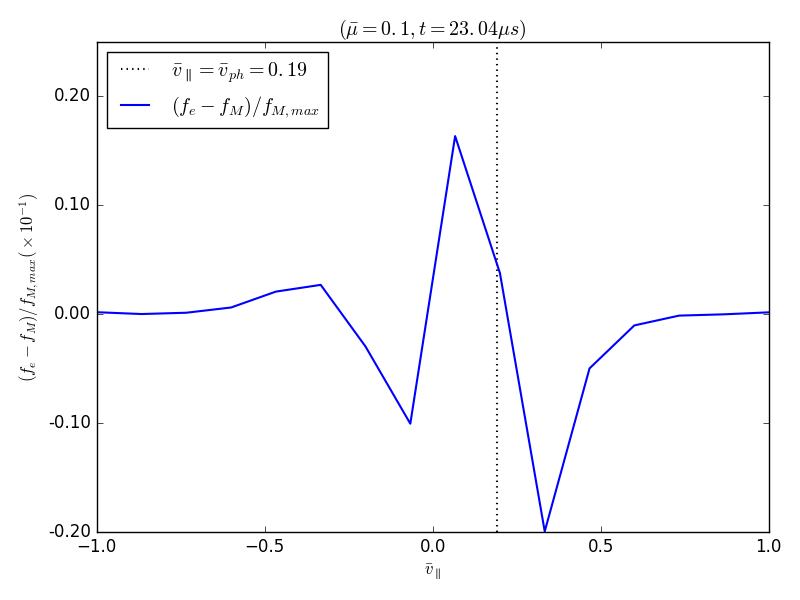 (μ̄ = 0.1, t = 23.04μs)
v̄∥ = v̄ph = 0.19
(fe − fM)/fM,max
(fe − fM)/fM,max(×10⁻¹)
0.20
0.10
0.00
-0.10
-0.20
−1.0 −0.5 0.0 0.5 1.0
v̄∥